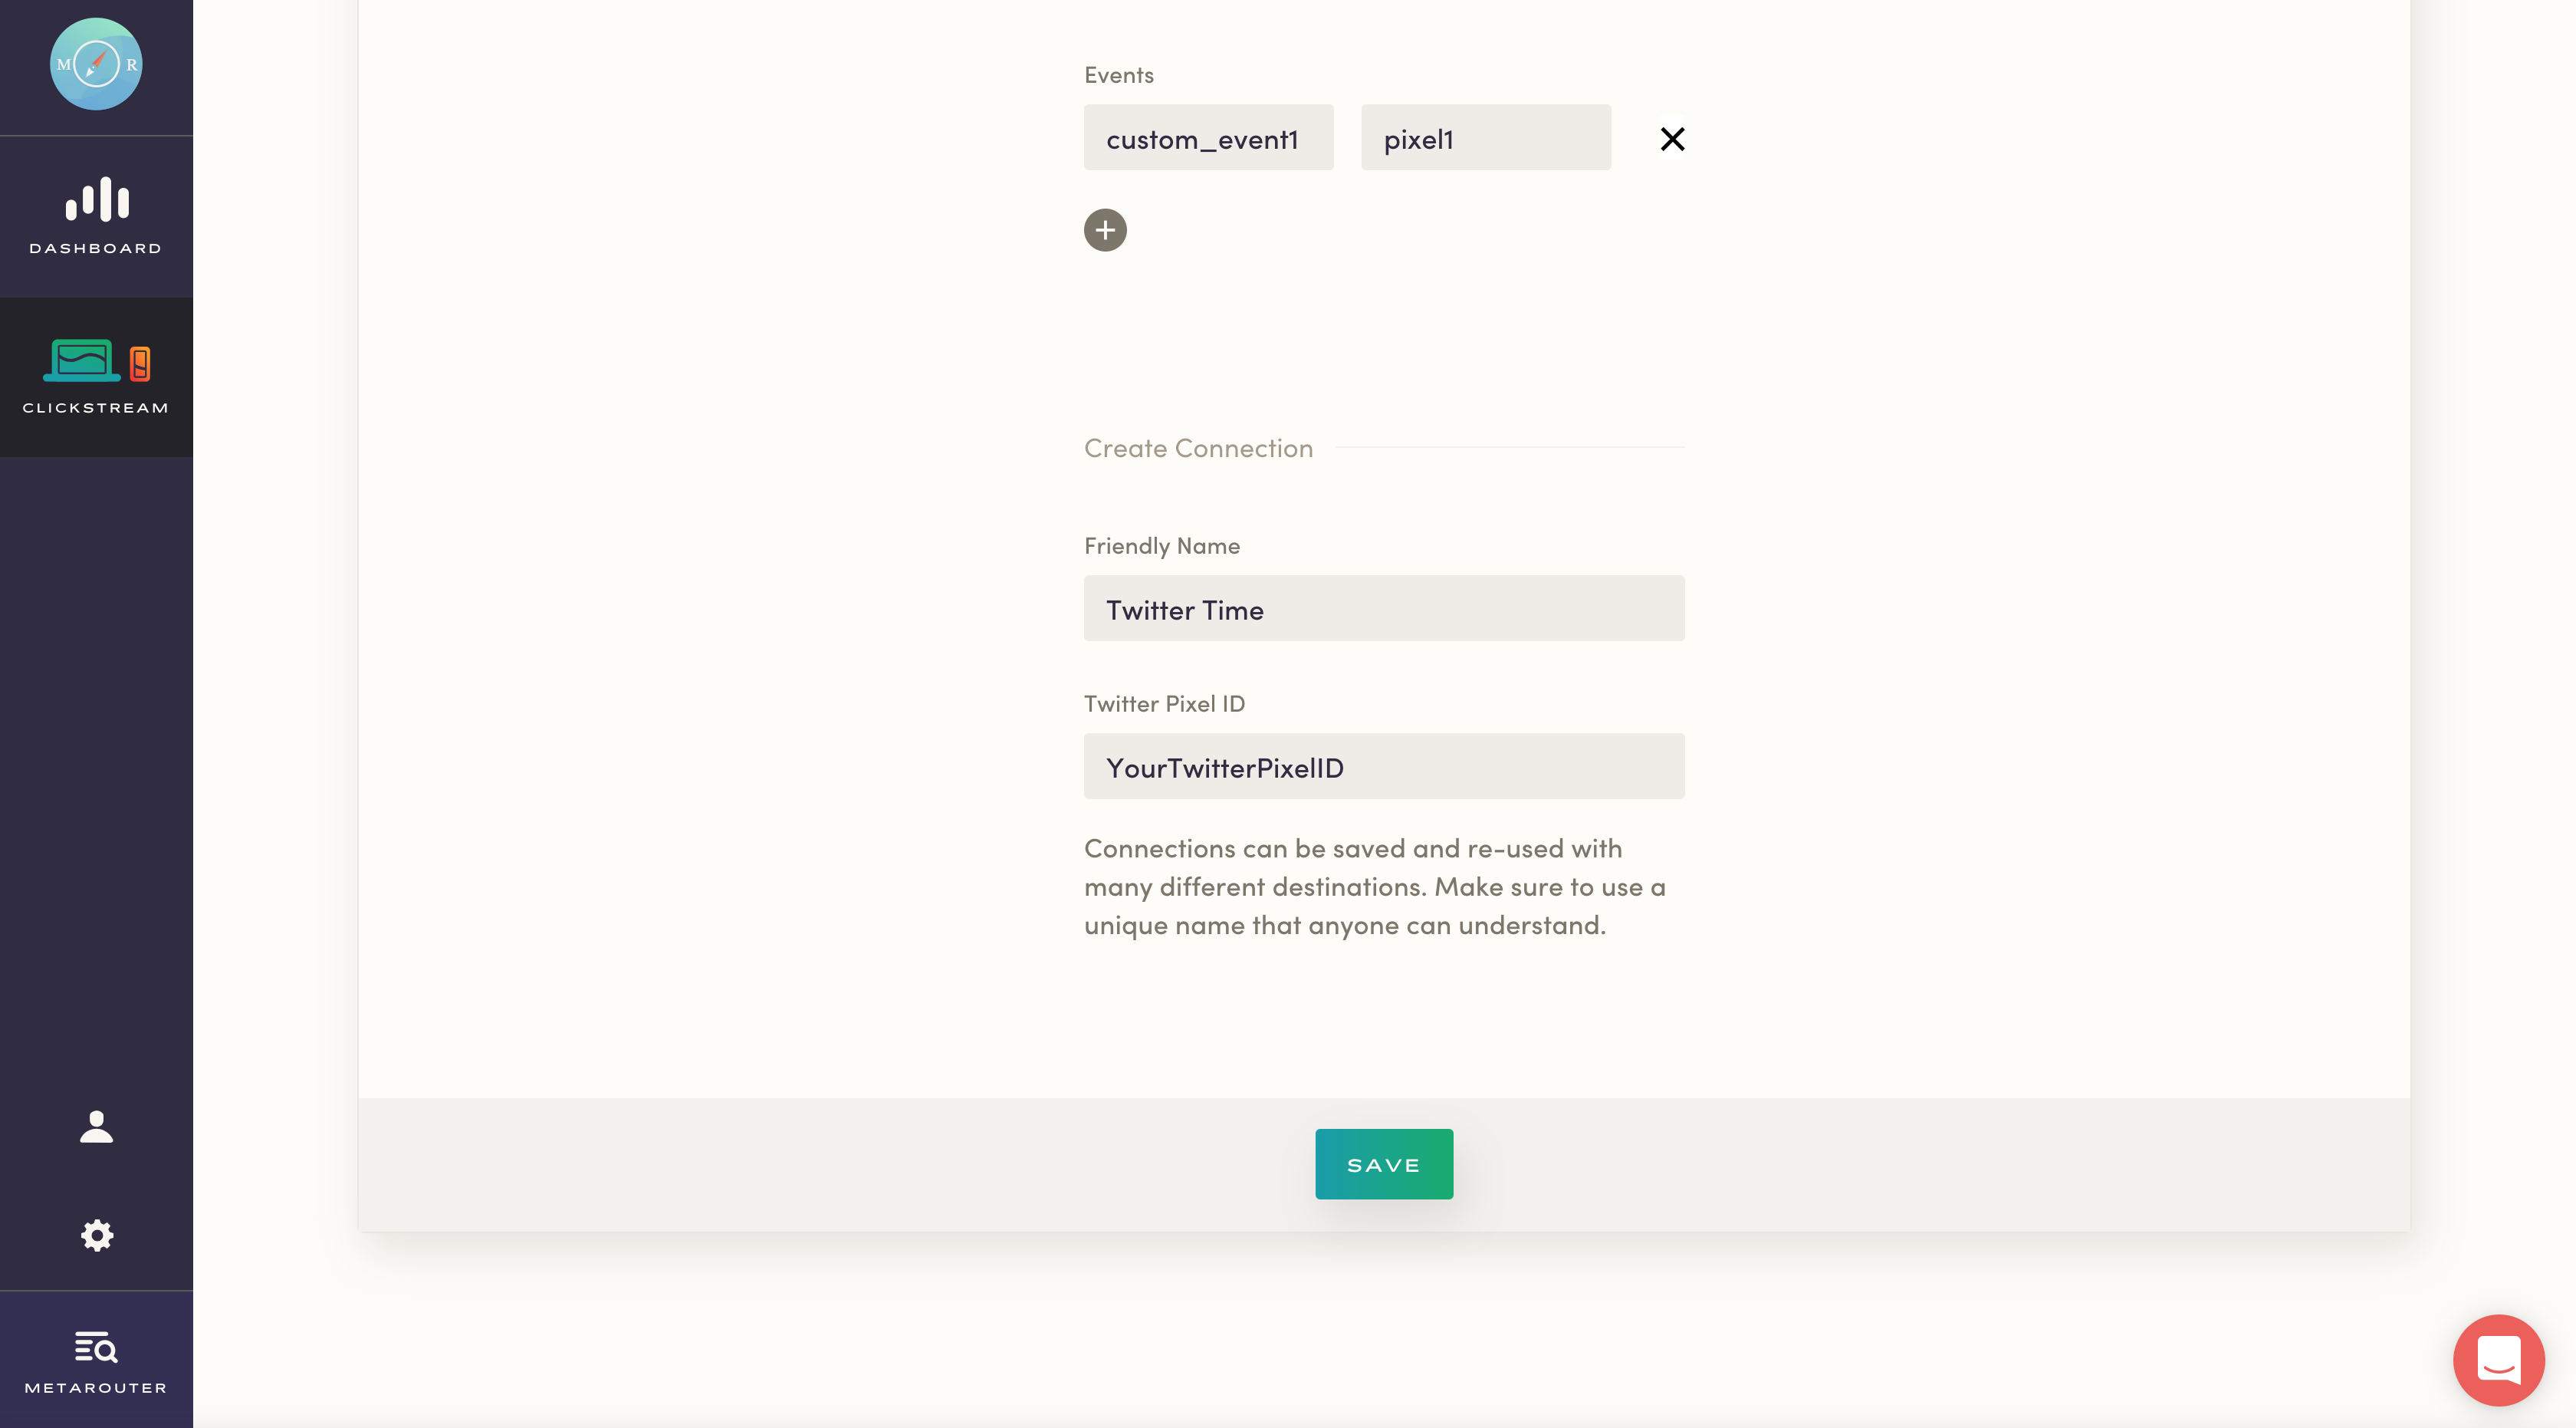 M R
DASHBOARD
CLICKSTREAM
METAROUTER
Events
custom_event1 pixel1
Create Connection
Friendly Name
Twitter Time
Twitter Pixel ID
YourTwitterPixelID
Connections can be saved and re-used with
many different destinations. Make sure to use a
unique name that anyone can understand.
SAVE